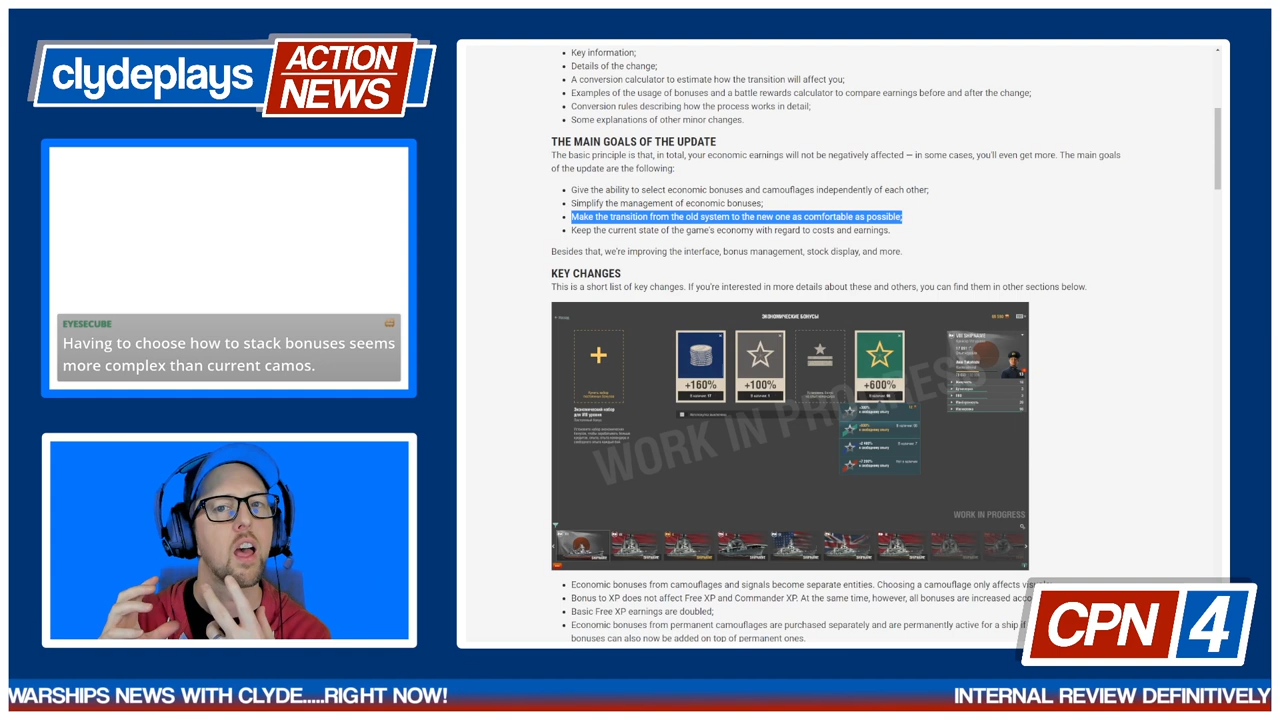 clydeplays
ACTION
NEWS
EYESECUBE
Having to choose how to stack bonuses seems
more complex than current camos.
Key information;
Details of the change;
A conversion calculator to estimate how the transition will affect you;
Examples of the usage of bonuses and a battle rewards calculator to compare earnings before and after the change;
Conversion rules describing how the process works in detail;
Some explanations of other minor changes.
THE MAIN GOALS OF THE UPDATE
The basic principle is that, in total, your economic earnings will not be negatively affected — in some cases, you'll even get more. The main goals
of the update are the following:
Give the ability to select economic bonuses and camouflages independently of each other;
Simplify the management of economic bonuses;
Make the transition from the old system to the new one as comfortable as possible;
Keep the current state of the game's economy with regard to costs and earnings.
Besides that, we're improving the interface, bonus management, stock display, and more.
KEY CHANGES
This is a short list of key changes. If you're interested in more details about these and others, you can find them in other sections below.
ЭКОНОМИЧЕСКИЕ БОНУСЫ
+160%
+100%
+600%
WORK IN PROGRESS
WORK IN PROGRESS
Economic bonuses from camouflages and signals become separate entities. Choosing a camouflage only affects
Bonus to XP does not affect Free XP and Commander XP. At the same time, however, all bonuses are increased
Basic Free XP earnings are doubled;
Economic bonuses from permanent camouflages are purchased separately and are permanently active for a ship
bonuses can also now be added on top of permanent ones.
CPN 4
WARSHIPS NEWS WITH CLYDE.....RIGHT NOW!
INTERNAL REVIEW DEFINITIVELY